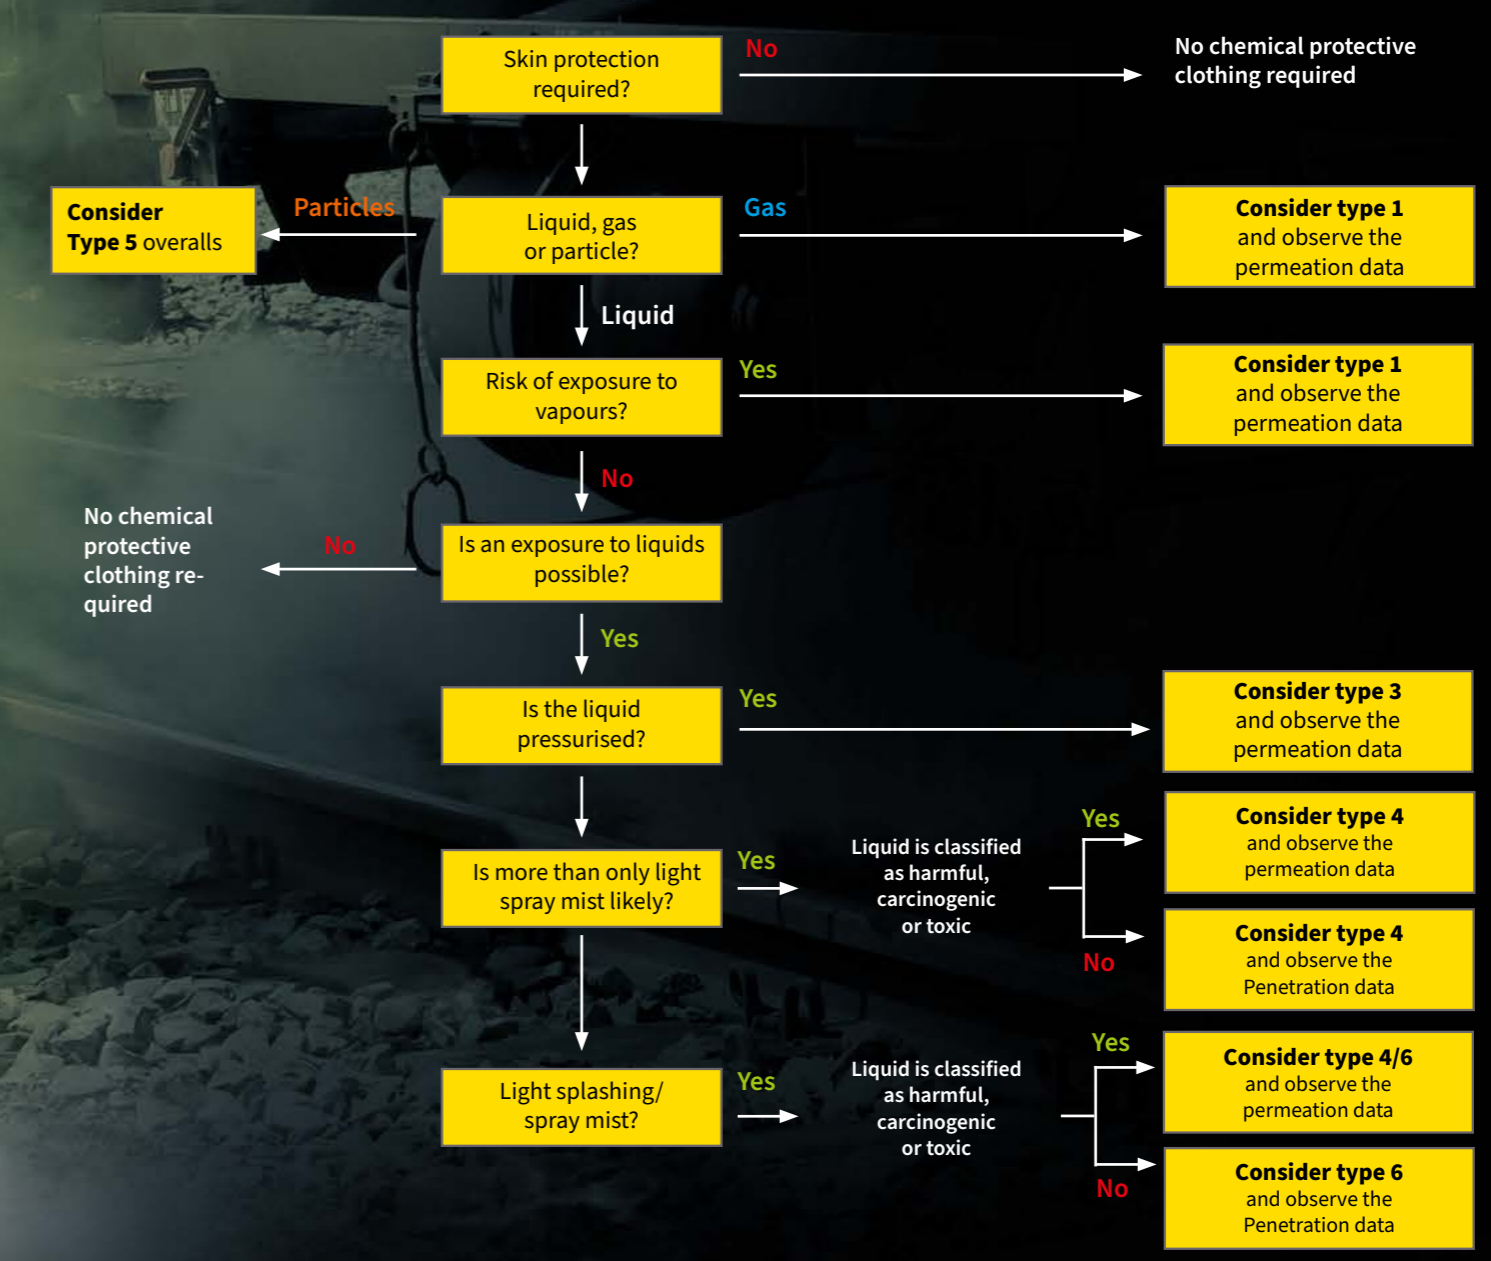 Skin protection
required?
No
No chemical protective
clothing required
Consider
Type 5 overalls
Particles
Liquid, gas
or particle?
Gas
Consider type 1
and observe the
permeation data
Liquid
Risk of exposure to
vapours?
Yes
Consider type 1
and observe the
permeation data
No
No chemical
protective
clothing re-
quired
No
Is an exposure to liquids
possible?
Yes
Is the liquid
pressurised?
Yes
Consider type 3
and observe the
permeation data
Is more than only light
spray mist likely?
Yes
Liquid is classified
as harmful,
carcinogenic
or toxic
Yes
Consider type 4
and observe the
permeation data
No
Consider type 4
and observe the
Penetration data
Light splashing/
spray mist?
Yes
Liquid is classified
as harmful,
carcinogenic
or toxic
Yes
Consider type 4/6
and observe the
permeation data
No
Consider type 6
and observe the
Penetration data